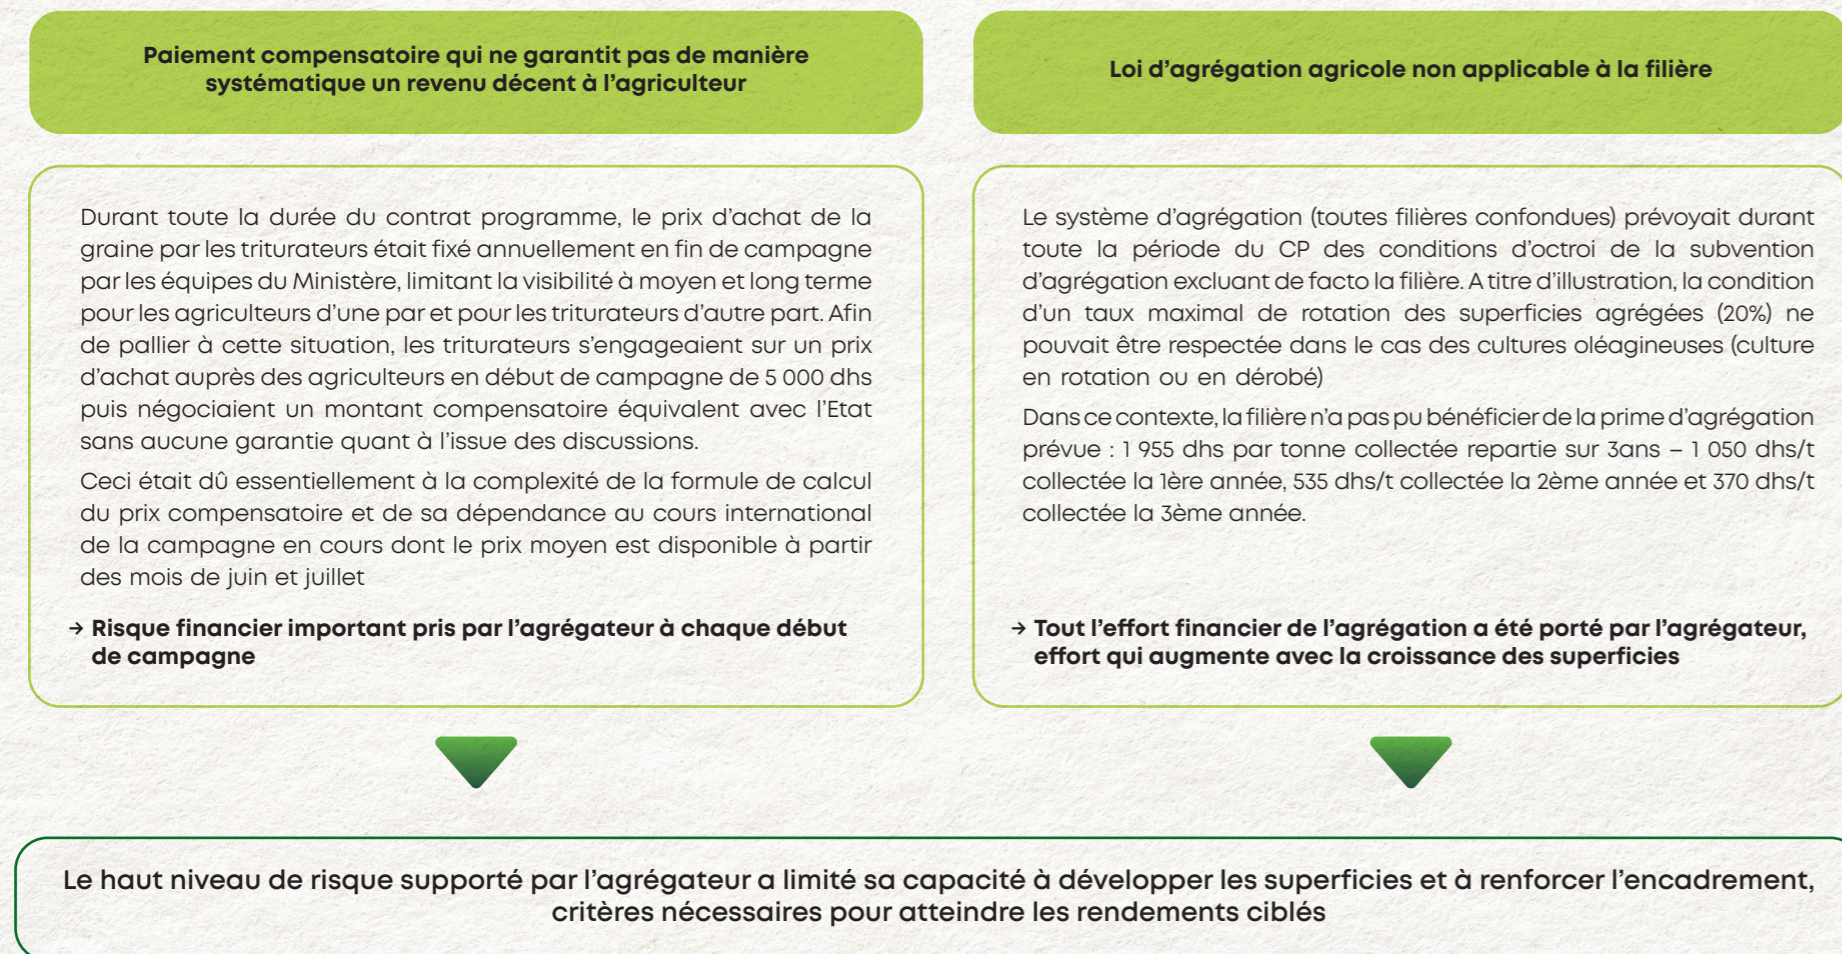 Paiement compensatoire qui ne garantit pas de manière
systématique un revenu décent à l'agriculteur
Durant toute la durée du contrat programme, le prix d'achat de la
graine par les triturateurs était fixé annuellement en fin de campagne
par les équipes du Ministère, limitant la visibilité à moyen et long terme
pour les agriculteurs d'une par et pour les triturateurs d'autre part. Afin
de pallier à cette situation, les triturateurs s'engageaient sur un prix
d'achat auprès des agriculteurs en début de campagne de 5 000 dhs
puis négociaient un montant compensatoire équivalent avec l'Etat
sans aucune garantie quant à l'issue des discussions.
Ceci était dû essentiellement à la complexité de la formule de calcul
du prix compensatoire et de sa dépendance au cours international
de la campagne en cours dont le prix moyen est disponible à partir
des mois de juin et juillet
→ Risque financier important pris par l'agrégateur à chaque début
de campagne
Loi d'agrégation agricole non applicable à la filière
Le système d'agrégation (toutes filières confondues) prévoyait durant
toute la période du CP des conditions d'octroi de la subvention
d'agrégation excluant de facto la filière. A titre d'illustration, la condition
d'un taux maximal de rotation des superficies agrégées (20%) ne
pouvait être respectée dans le cas des cultures oléagineuses (culture
en rotation ou en dérobé)
Dans ce contexte, la filière n'a pas pu bénéficier de la prime d'agrégation
prévue : 1 955 dhs par tonne collectée repartie sur 3ans – 1 050 dhs/t
collectée la 1ère année, 535 dhs/t collectée la 2ème année et 370 dhs/t
collectée la 3ème année.
→ Tout l'effort financier de l'agrégation a été porté par l'agrégateur,
effort qui augmente avec la croissance des superficies
Le haut niveau de risque supporté par l'agrégateur a limité sa capacité à développer les superficies et à renforcer l'encadrement,
critères nécessaires pour atteindre les rendements ciblés